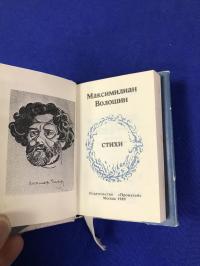 Максимилиан
Волошин
СТИХИ
Издательство «Прометей»
Москва 1989